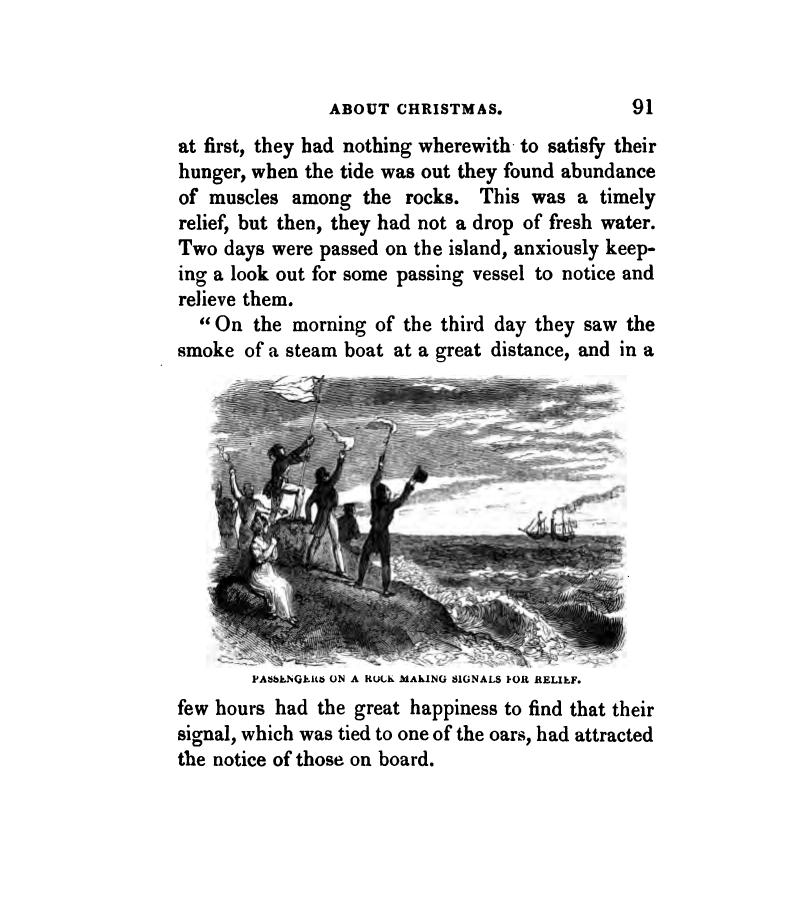 ABOUT CHRISTMAS. 91
at first, they had nothing wherewith to satisfy their
hunger, when the tide was out they found abundance
of muscles among the rocks. This was a timely
relief, but then, they had not a drop of fresh water.
Two days were passed on the island, anxiously keep-
ing a look out for some passing vessel to notice and
relieve them.
“On the morning of the third day they saw the
smoke of a steam boat at a great distance, and in a
PASSENGERS ON A ROCK MAKING SIGNALS FOR RELIEF.
few hours had the great happiness to find that their
signal, which was tied to one of the oars, had attracted
the notice of those on board.